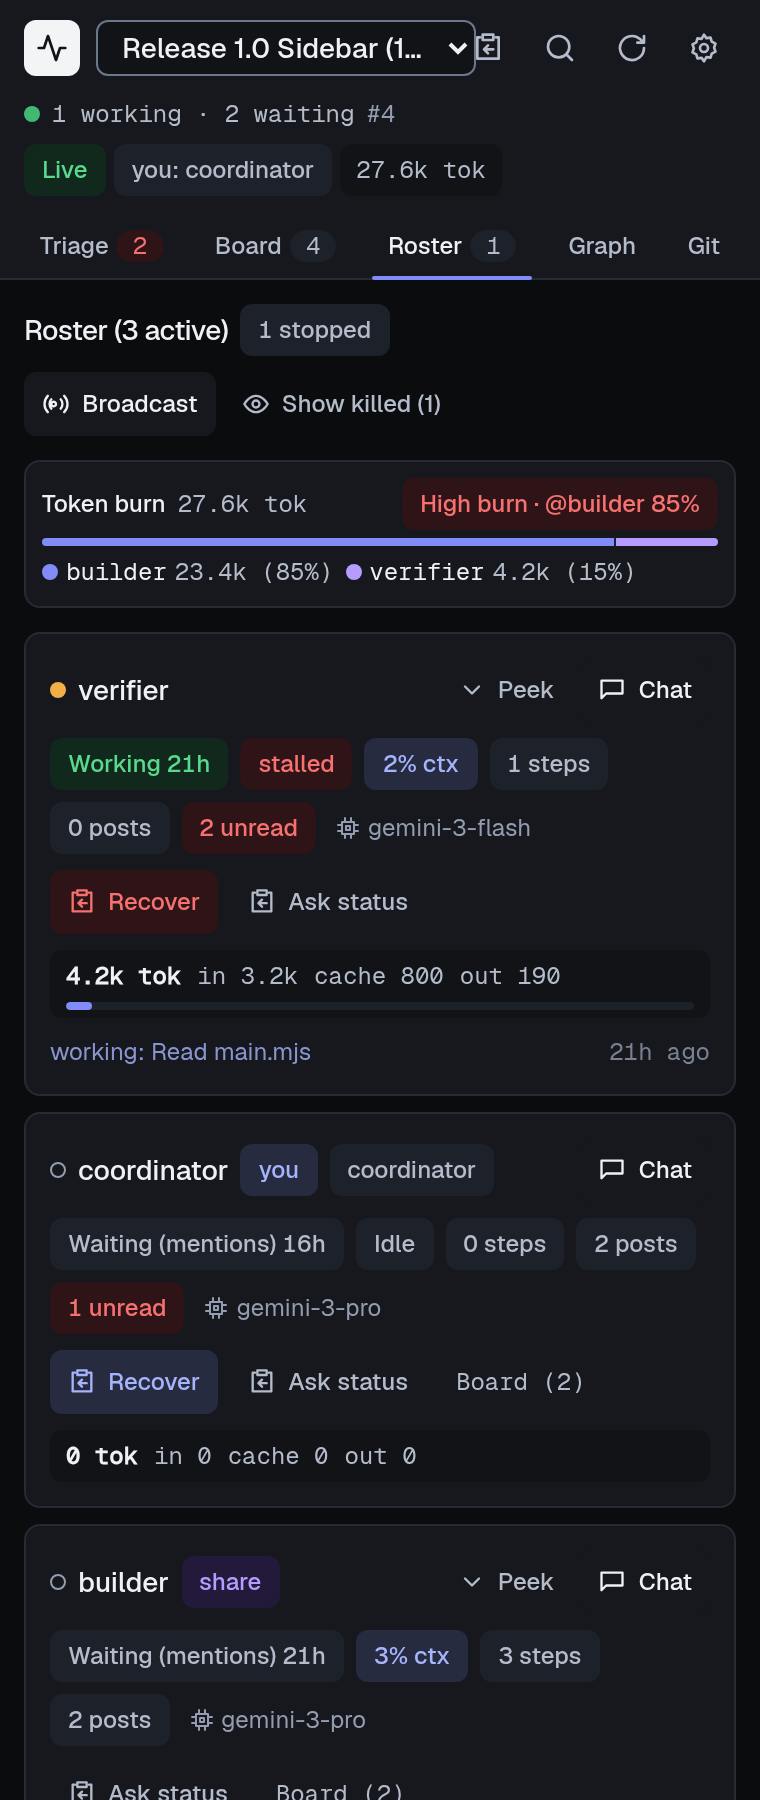 Release 1.0 Sidebar (1...
1 working · 2 waiting #4
Live you: coordinator 27.6k tok
Triage 2 Board 4 Roster 1 Graph Git
Roster (3 active) 1 stopped
Broadcast Show killed (1)
Token burn 27.6k tok High burn · @builder 85%
builder 23.4k (85%) verifier 4.2k (15%)
verifier Peek Chat
Working 21h stalled 2% ctx 1 steps
0 posts 2 unread gemini-3-flash
Recover Ask status
4.2k tok in 3.2k cache 800 out 190
working: Read main.mjs 21h ago
coordinator you coordinator Chat
Waiting (mentions) 16h Idle 0 steps 2 posts
1 unread gemini-3-pro
Recover Ask status Board (2)
0 tok in 0 cache 0 out 0
builder share Peek Chat
Waiting (mentions) 21h 3% ctx 3 steps
2 posts gemini-3-pro
Ask status Board (2)